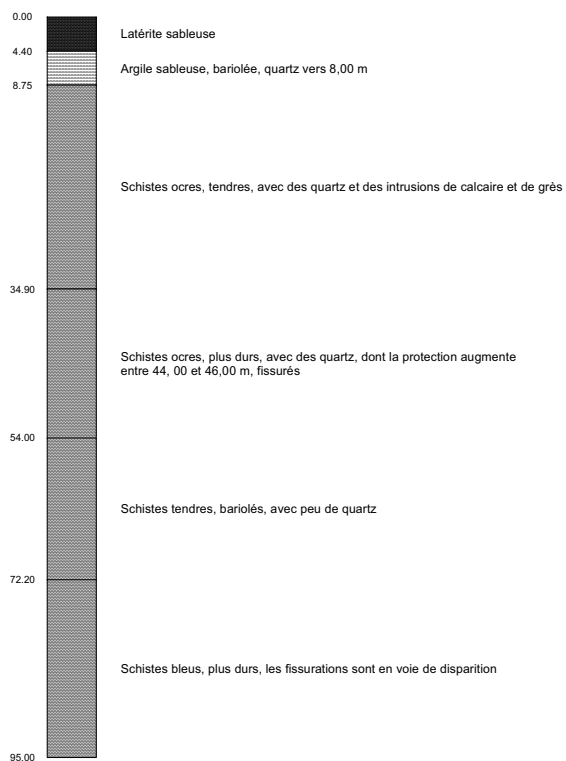 0.00
Latérite sableuse
4.40
Argile sableuse, bariolée, quartz vers 8,00 m
8.75
Schistes ocres, tendres, avec des quartz et des intrusions de calcaire et de grès
34.90
Schistes ocres, plus durs, avec des quartz, dont la protection augmente
entre 44, 00 et 46,00 m, fissurés
54.00
Schistes tendres, bariolés, avec peu de quartz
72.20
Schistes bleus, plus durs, les fissurations sont en voie de disparition
95.00